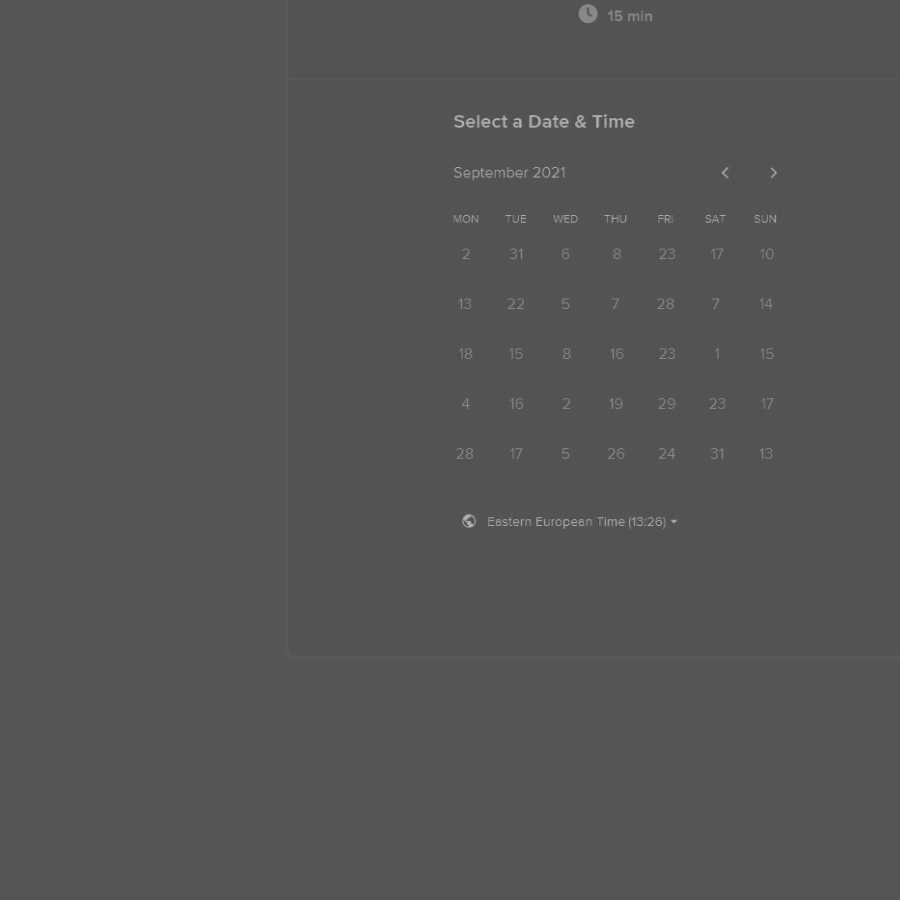 15 min
Select a Date & Time
September 2021
MON TUE WED THU FRI SAT SUN
2 31 6 8 23 17 10
13 22 5 7 28 7 14
18 15 8 16 23 1 15
4 16 2 19 29 23 17
28 17 5 26 24 31 13
Eastern European Time (13:26)